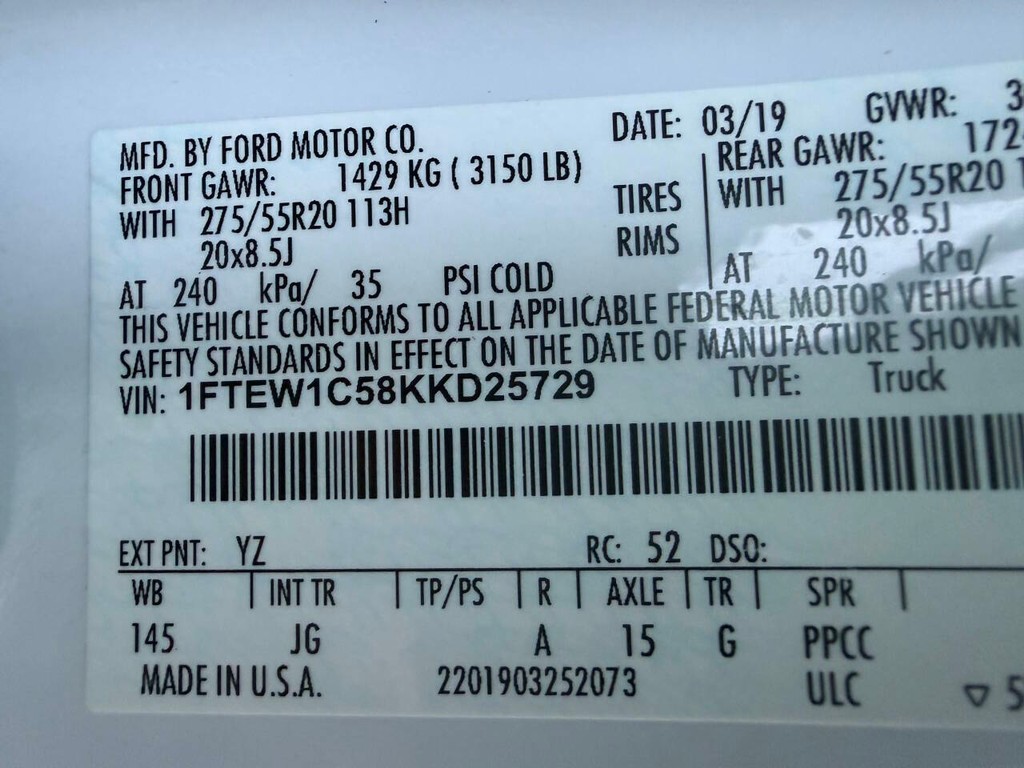 MFD. BY FORD MOTOR CO. DATE: 03/19 GVWR: 3
FRONT GAWR: 1429 KG ( 3150 LB) REAR GAWR: 172
WITH 275/55R20 113H TIRES WITH 275/55R20 1
20x8.5J RIMS 20x8.5J
AT 240 kPa/ 35 PSI COLD AT 240 kPa/
THIS VEHICLE CONFORMS TO ALL APPLICABLE FEDERAL MOTOR VEHICLE
SAFETY STANDARDS IN EFFECT ON THE DATE OF MANUFACTURE SHOWN
VIN: 1FTEW1C58KKD25729 TYPE: Truck
EXT PNT: YZ RC: 52 DSO:
WB INT TR TP/PS R AXLE TR SPR
145 JG A 15 G PPCC
MADE IN U.S.A. 2201903252073 ULC ▽ 5